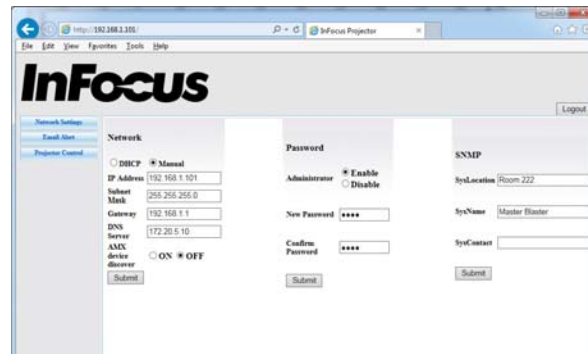 http://192.168.1.101/
InFocus Projector
File Edit View Favorites Tools Help
InFocus
Logout
Network Settings
Email Alert
Projector Control
Network
DHCP Manual
IP Address 192.168.1.101
Subnet Mask 255.255.255.0
Gateway 192.168.1.1
DNS Server 172.20.5.10
AMX device discover ON OFF
Submit
Password
Administrator Enable
Disable
New Password ••••
Confirm Password ••••
Submit
SNMP
SysLocation Room 222
SysName Master Blaster
SysContact
Submit